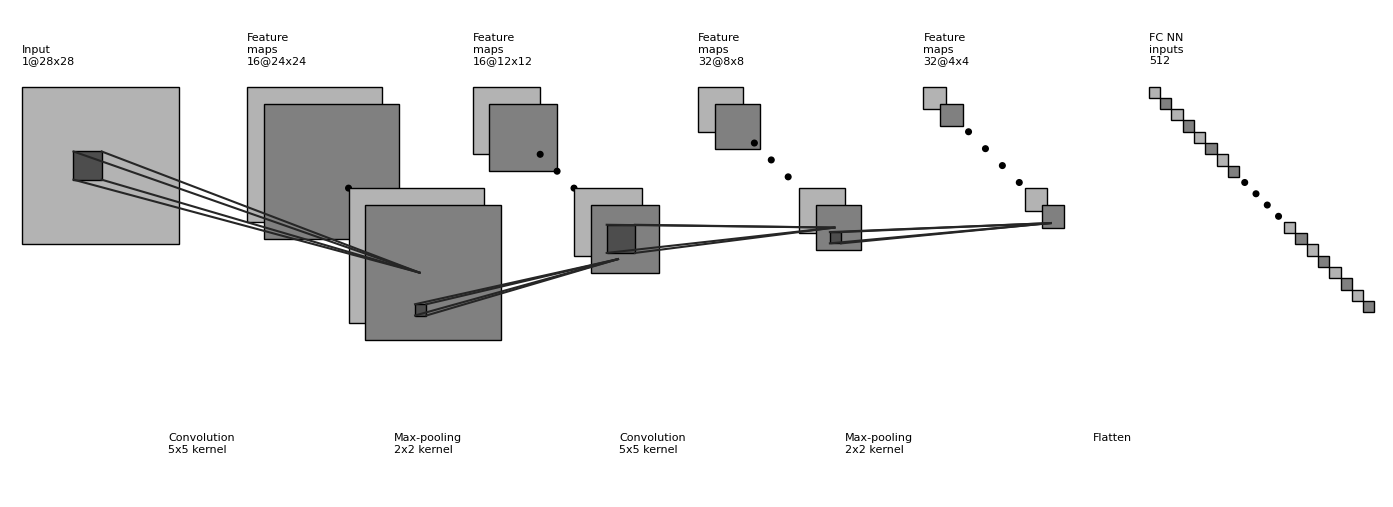 Input
1@28x28
Feature
maps
16@24x24
Feature
maps
16@12x12
Feature
maps
32@8x8
Feature
maps
32@4x4
FC NN
inputs
512
Convolution
5x5 kernel
Max-pooling
2x2 kernel
Convolution
5x5 kernel
Max-pooling
2x2 kernel
Flatten